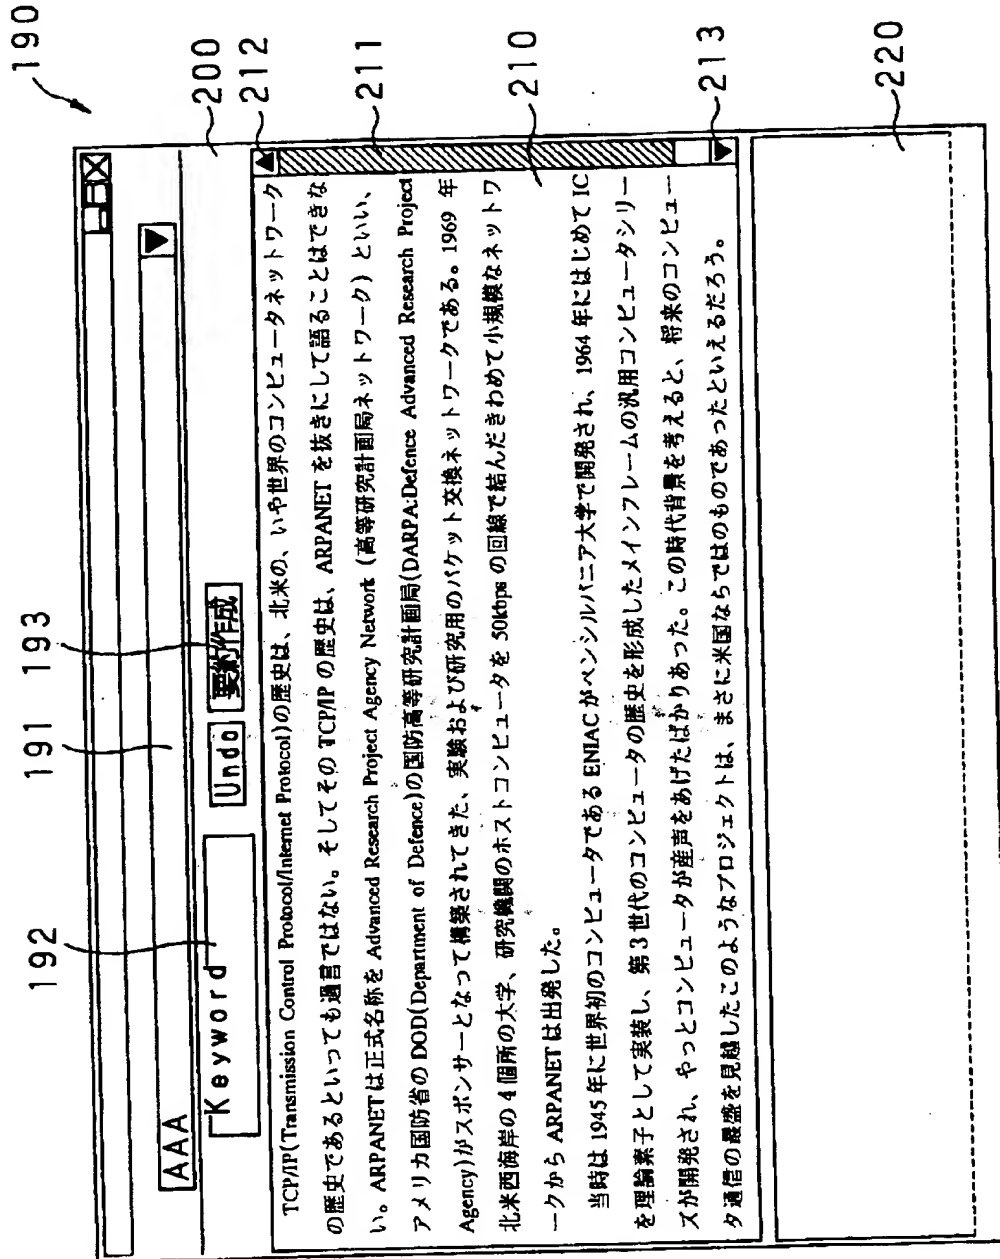 190
191
192
193
AAA
Keyword
Undo
要約作成
200
212
TCP/IP(Transmission Control Protocol/Internet Protocol)の歴史は、北米の、いや世界のコンピュータネットワーク
の歴史であるといっても過言ではない。そしてその TCP/IP の歴史は、ARPANET を抜きにして語ることはできな
い。ARPANET は正式名称を Advanced Research Project Agency Network (高等研究計画局ネットワーク) といい、
アメリカ国防省の DOD(Department of Defence)の国防高等研究計画局(DARPA:Defence Advanced Research Project
Agency)がスポンサーとなって構築されてきた、実験および研究用のパケット交換ネットワークである。1969 年
北米西海岸の 4 個所の大学、研究機関のホストコンピュータを 50kbps の回線で結んだきわめて小規模なネットワ
ークから ARPANET は出発した。
当時は 1945 年に世界初のコンピュータである ENIAC がペンシルバニア大学で開発され、1964 年にはじめて IC
を理論素子として実装し、第 3 世代のコンピュータの歴史を形成したメインフレームの汎用コンピュータシリー
ズが開発され、やっとコンピュータが産声をあげたばかりあった。この時代背景を考えると、将来のコンピュー
タ通信の最盛を見越したこのようなプロジェクトは、まさに米国ならではのものであったといえるだろう。
211
210
213
220